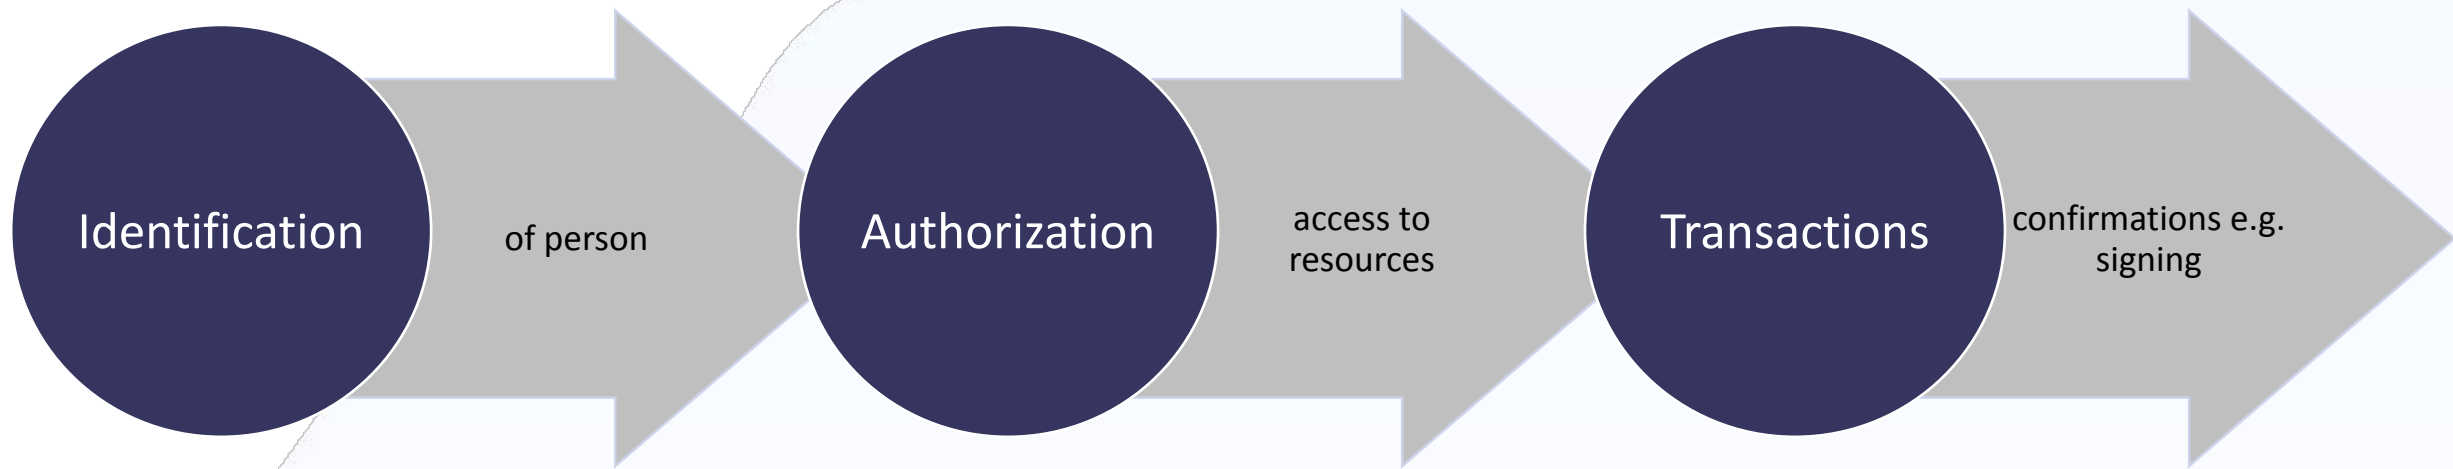 Identification
of person
Authorization
access to
resources
Transactions
confirmations e.g.
signing